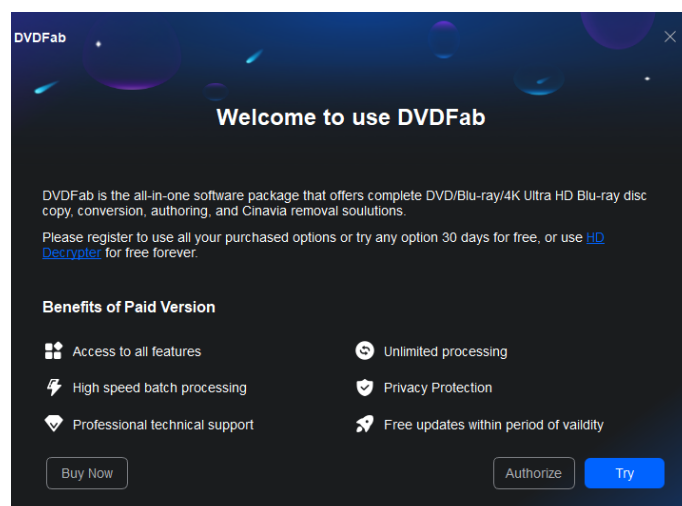 DVDFab
Welcome to use DVDFab
DVDFab is the all-in-one software package that offers complete DVD/Blu-ray/4K Ultra HD Blu-ray disc
copy, conversion, authoring, and Cinavia removal soulutions.
Please register to use all your purchased options or try any option 30 days for free, or use HD
Decrypter for free forever.
Benefits of Paid Version
Access to all features
Unlimited processing
High speed batch processing
Privacy Protection
Professional technical support
Free updates within period of vaildity
Buy Now
Authorize
Try